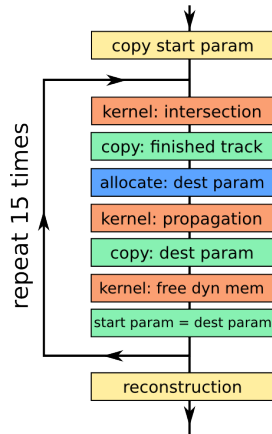 copy start param
kernel: intersection
copy: finished track
allocate: dest param
kernel: propagation
copy: dest param
kernel: free dyn mem
start param = dest param
repeat 15 times
reconstruction